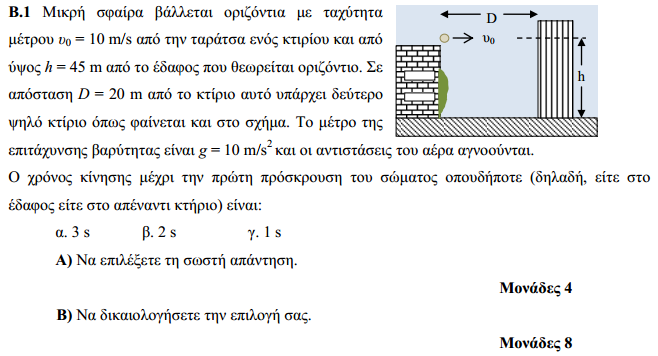 Β.1 Μικρή σφαίρα βάλλεται οριζόντια με ταχύτητα
μέτρου υ₀ = 10 m/s από την ταράτσα ενός κτιρίου και από
ύψος h = 45 m από το έδαφος που θεωρείται οριζόντιο. Σε
απόσταση D = 20 m από το κτίριο αυτό υπάρχει δεύτερο
ψηλό κτίριο όπως φαίνεται και στο σχήμα. Το μέτρο της
επιτάχυνσης βαρύτητας είναι g = 10 m/s² και οι αντιστάσεις του αέρα αγνοούνται.
D
υ₀
h
Ο χρόνος κίνησης μέχρι την πρώτη πρόσκρουση του σώματος οπουδήποτε (δηλαδή, είτε στο
έδαφος είτε στο απέναντι κτήριο) είναι:
α. 3 s β. 2 s γ. 1 s
Α) Να επιλέξετε τη σωστή απάντηση.
Μονάδες 4
Β) Να δικαιολογήσετε την επιλογή σας.
Μονάδες 8